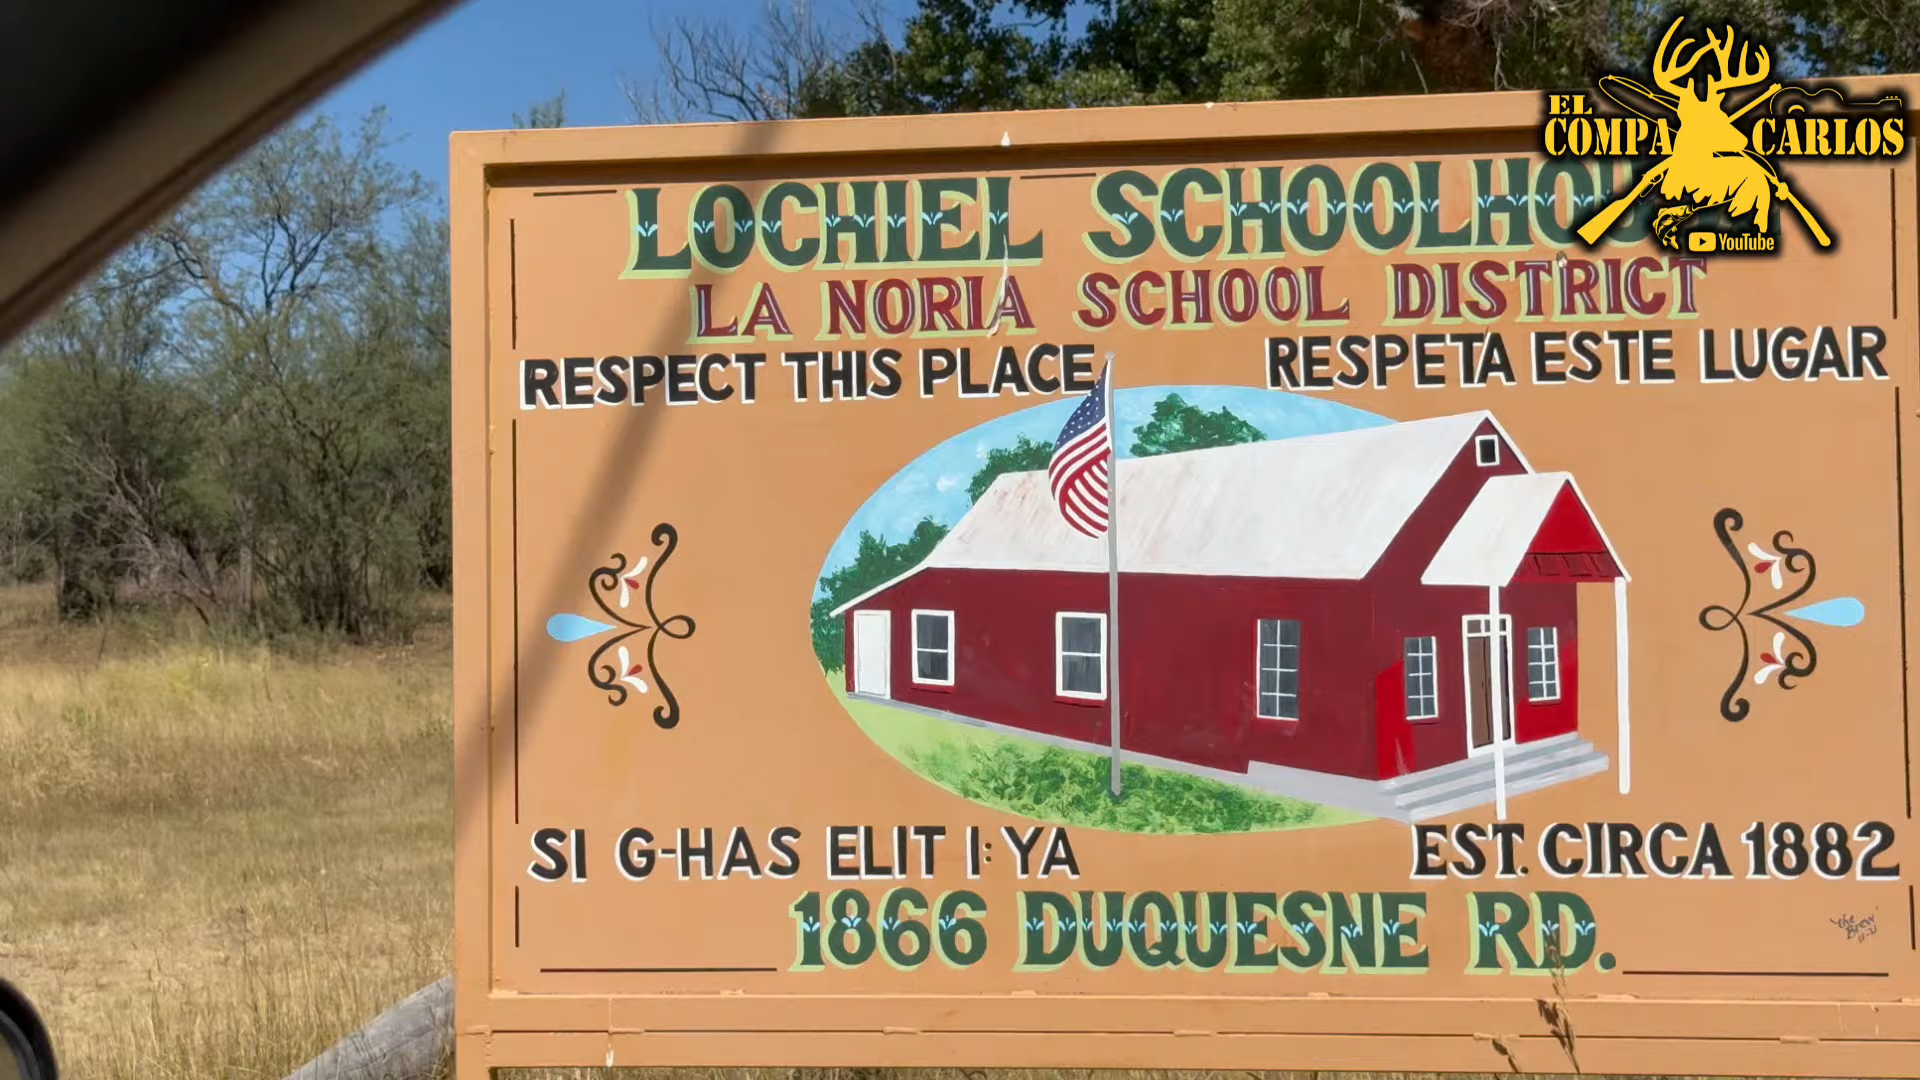 EL
COMPA CARLOS
YouTube
LOCHIEL SCHOOLHOU
LA NORIA SCHOOL DISTRICT
RESPECT THIS PLACE RESPETA ESTE LUGAR
SI G-HAS ELIT I: YA EST. CIRCA 1882
1866 DUQUESNE RD.